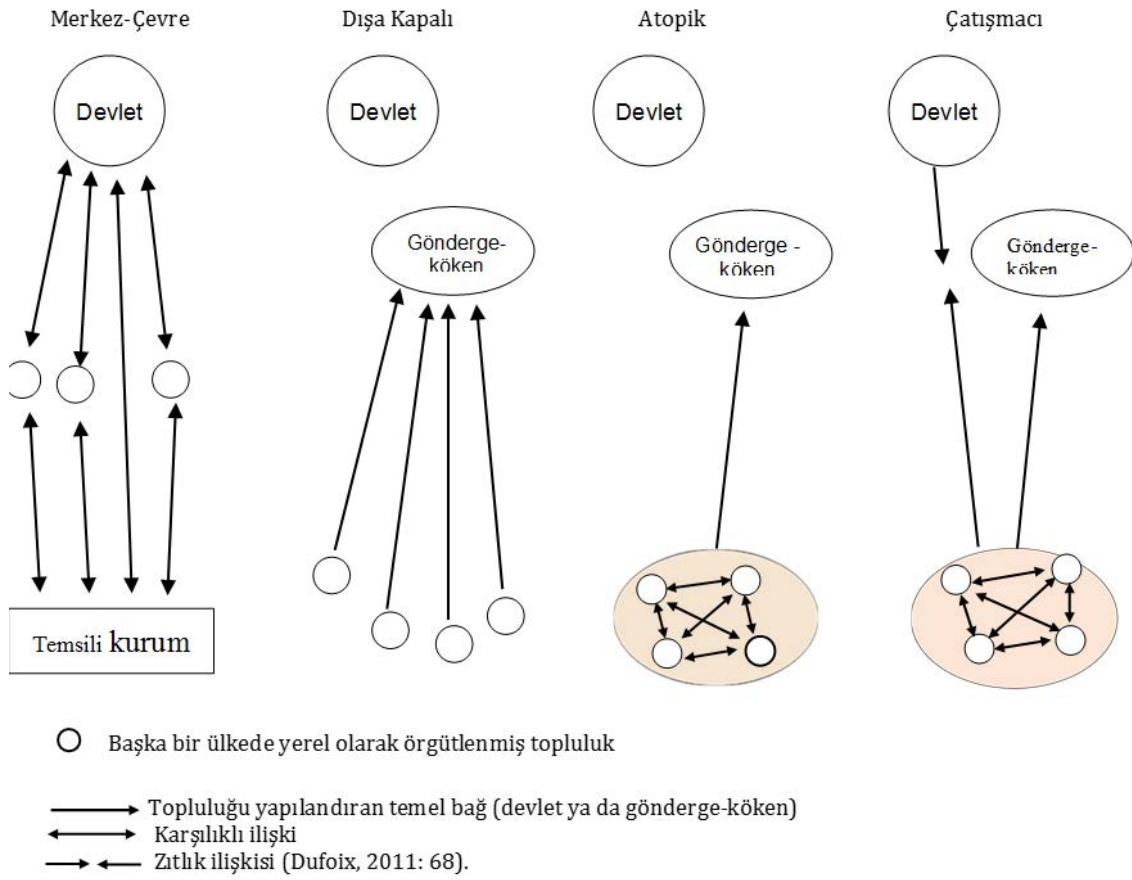 Merkez-Çevre
Dışa Kapalı
Atopik
Çatışmacı
Devlet
Devlet
Devlet
Devlet
Gönderge-
köken
Gönderge -
köken
Gönderge-
köken
Temsili kurum
Başka bir ülkede yerel olarak örgütlenmiş topluluk
Topluluğu yapılandıran temel bağ (devlet ya da gönderge-köken)
Karşılıklı ilişki
Zıtlık ilişkisi (Dufoix, 2011: 68).